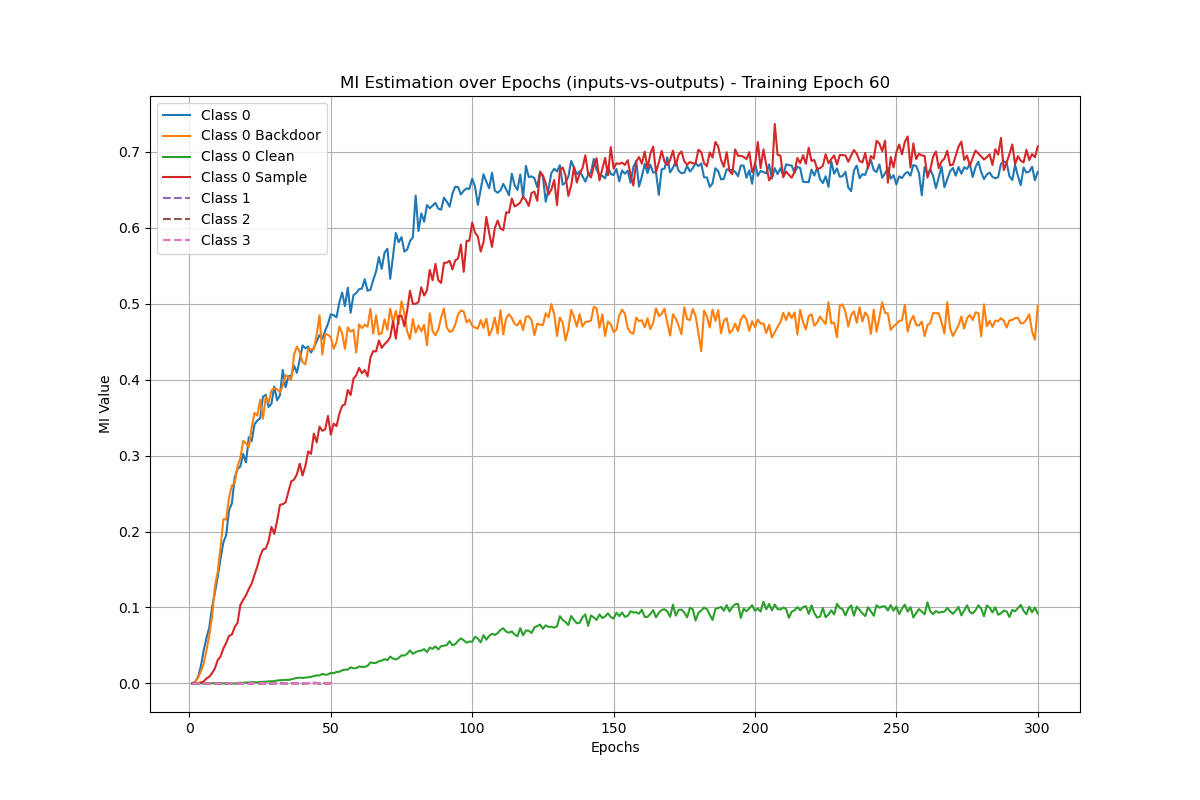 MI Estimation over Epochs (inputs-vs-outputs) - Training Epoch 60
Class 0
Class 0 Backdoor
Class 0 Clean
Class 0 Sample
Class 1
Class 2
Class 3
MI Value
0.7
0.6
0.5
0.4
0.3
0.2
0.1
0.0
0 50 100 150 200 250 300
Epochs